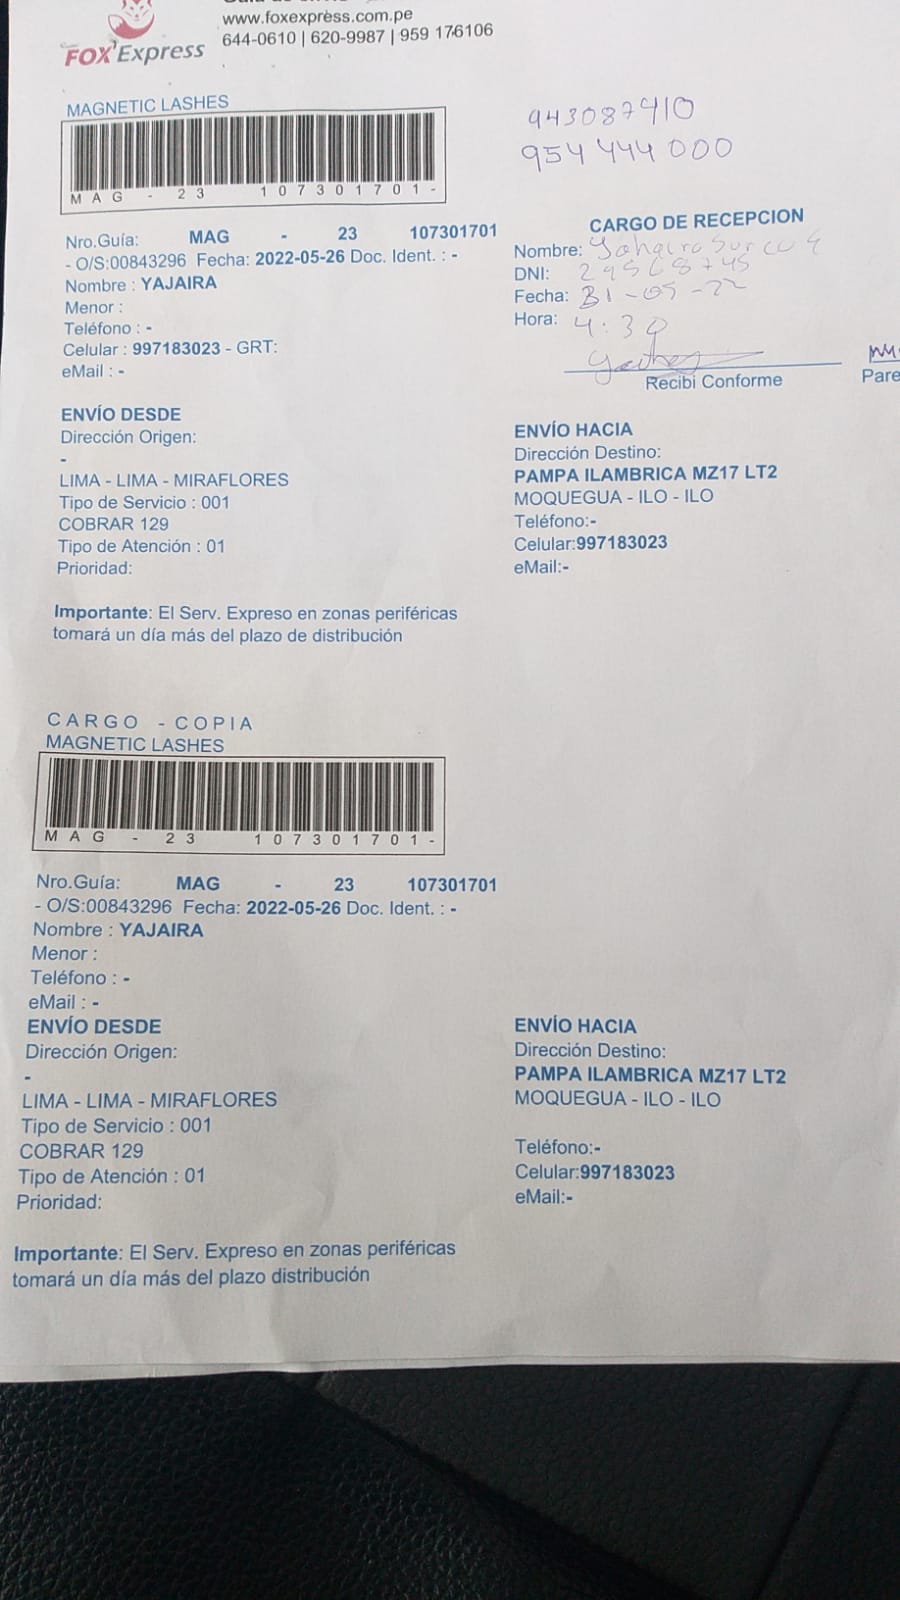 www.foxexpress.com.pe
644-0610 | 620-9987 | 959 176106
FOX Express
MAGNETIC LASHES
943087410
954 444 000
MAG - 23 107301701-
CARGO DE RECEPCION
Nro.Guía: MAG - 23 107301701
- O/S:00843296 Fecha: 2022-05-26 Doc. Ident. : -
Nombre : YAJAIRA
Menor :
Teléfono : -
Celular : 997183023 - GRT:
eMail : -
Nombre:
DNI: 29568745
Fecha: 31-05-22
Hora: 4:30
Recibi Conforme
Pare
ENVÍO DESDE
Dirección Origen:
-
LIMA - LIMA - MIRAFLORES
Tipo de Servicio : 001
COBRAR 129
Tipo de Atención : 01
Prioridad:
ENVÍO HACIA
Dirección Destino:
PAMPA ILAMBRICA MZ17 LT2
MOQUEGUA - ILO - ILO
Teléfono:-
Celular:997183023
eMail:-
Importante: El Serv. Expreso en zonas periféricas
tomará un día más del plazo de distribución
CARGO - COPIA
MAGNETIC LASHES
MAG - 23 107301701-
Nro.Guía: MAG - 23 107301701
- O/S:00843296 Fecha: 2022-05-26 Doc. Ident. : -
Nombre : YAJAIRA
Menor :
Teléfono : -
eMail : -
ENVÍO DESDE
Dirección Origen:
-
LIMA - LIMA - MIRAFLORES
Tipo de Servicio : 001
COBRAR 129
Tipo de Atención : 01
Prioridad:
ENVÍO HACIA
Dirección Destino:
PAMPA ILAMBRICA MZ17 LT2
MOQUEGUA - ILO - ILO
Teléfono:-
Celular:997183023
eMail:-
Importante: El Serv. Expreso en zonas periféricas
tomará un día más del plazo distribución